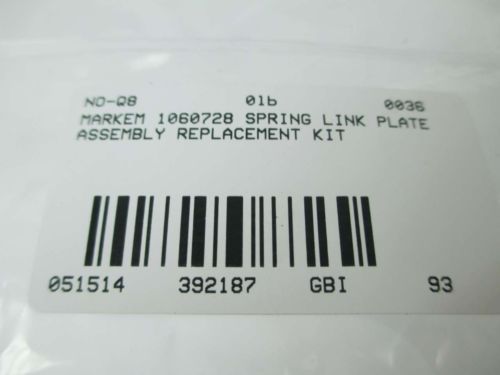 NO-Q8 01b 0036
MARKEM 1060728 SPRING LINK PLATE
ASSEMBLY REPLACEMENT KIT
051514 392187 GBI 93